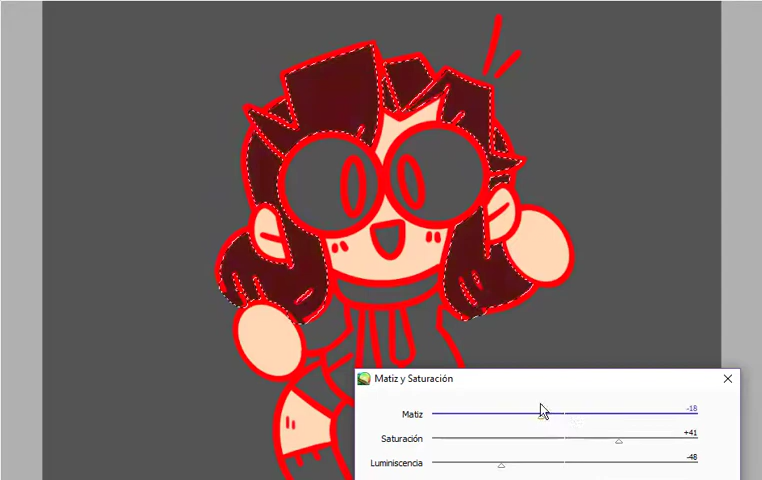 Matiz y Saturación
Matiz -18
Saturación +41
Luminiscencia -48